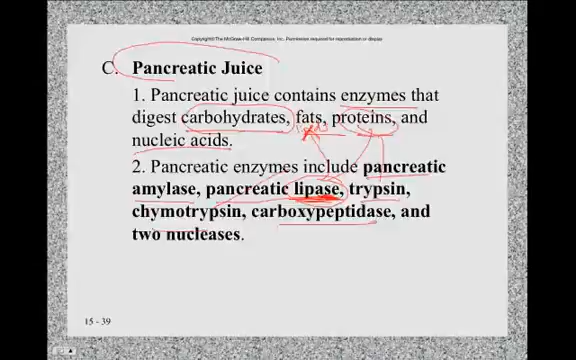 Copyright© The McGraw-Hill Companies, Inc. Permission required for reproduction or display
C. Pancreatic Juice
1. Pancreatic juice contains enzymes that
digest carbohydrates, fats, proteins, and
nucleic acids.
2. Pancreatic enzymes include pancreatic
amylase, pancreatic lipase, trypsin,
chymotrypsin, carboxypeptidase, and
two nucleases.
15 - 39